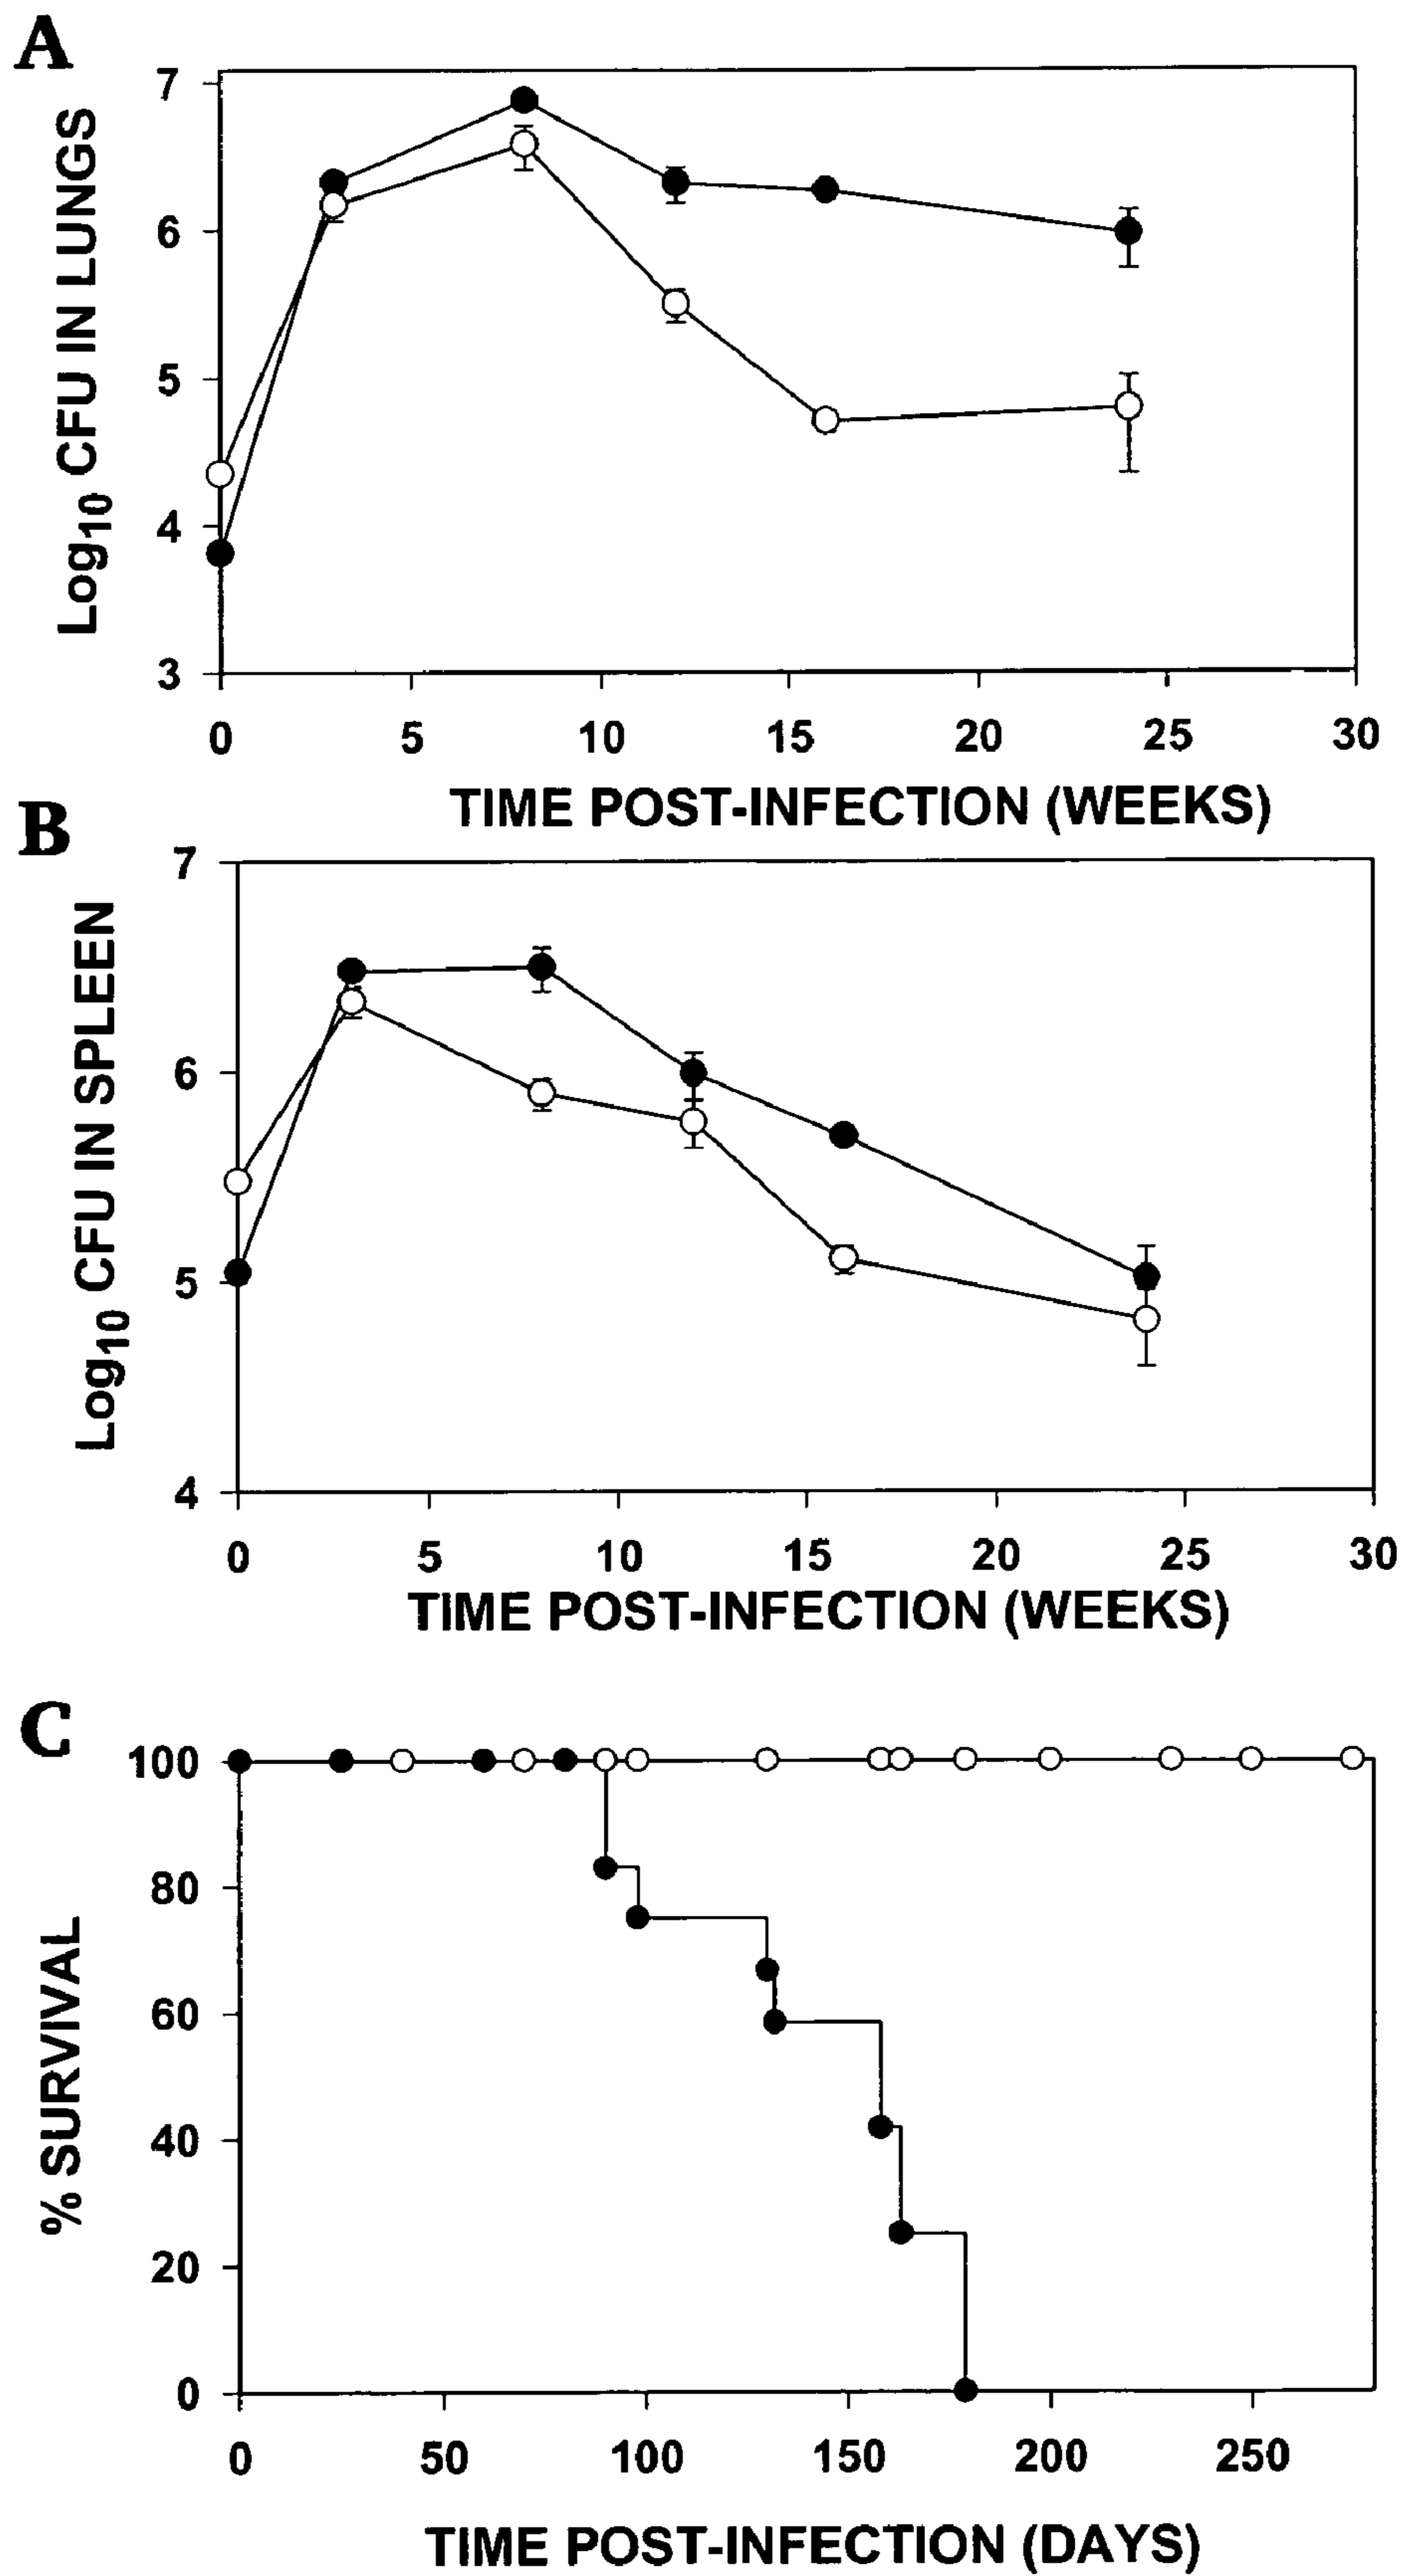 A
7
6
5
4
3
Log10 CFU IN LUNGS
0 5 10 15 20 25 30
TIME POST-INFECTION (WEEKS)
B
7
6
5
4
Log10 CFU IN SPLEEN
0 5 10 15 20 25 30
TIME POST-INFECTION (WEEKS)
C
100
80
60
40
20
0
% SURVIVAL
0 50 100 150 200 250
TIME POST-INFECTION (DAYS)